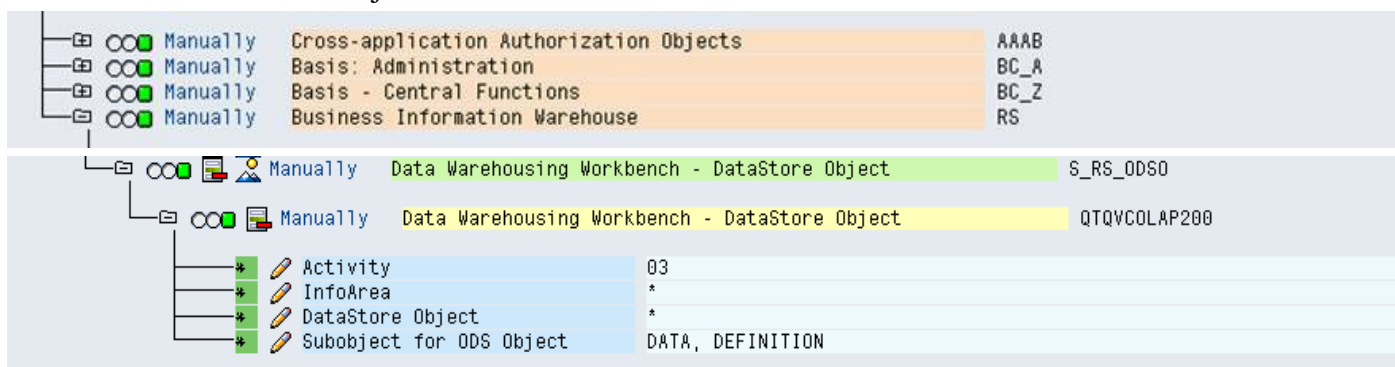 Manually Cross-application Authorization Objects AAAB
Manually Basis: Administration BC_A
Manually Basis - Central Functions BC_Z
Manually Business Information Warehouse RS
Manually Data Warehousing Workbench - DataStore Object S_RS_ODSO
Manually Data Warehousing Workbench - DataStore Object QTQVCOLAP200
* Activity 03
* InfoArea *
* DataStore Object *
* Subobject for ODS Object DATA, DEFINITION